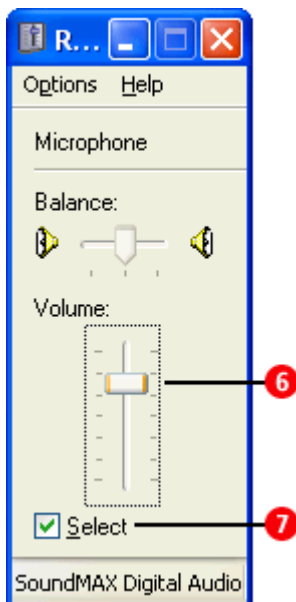 R...
Options Help
Microphone
Balance:
Volume:
6
Select 7
SoundMAX Digital Audio